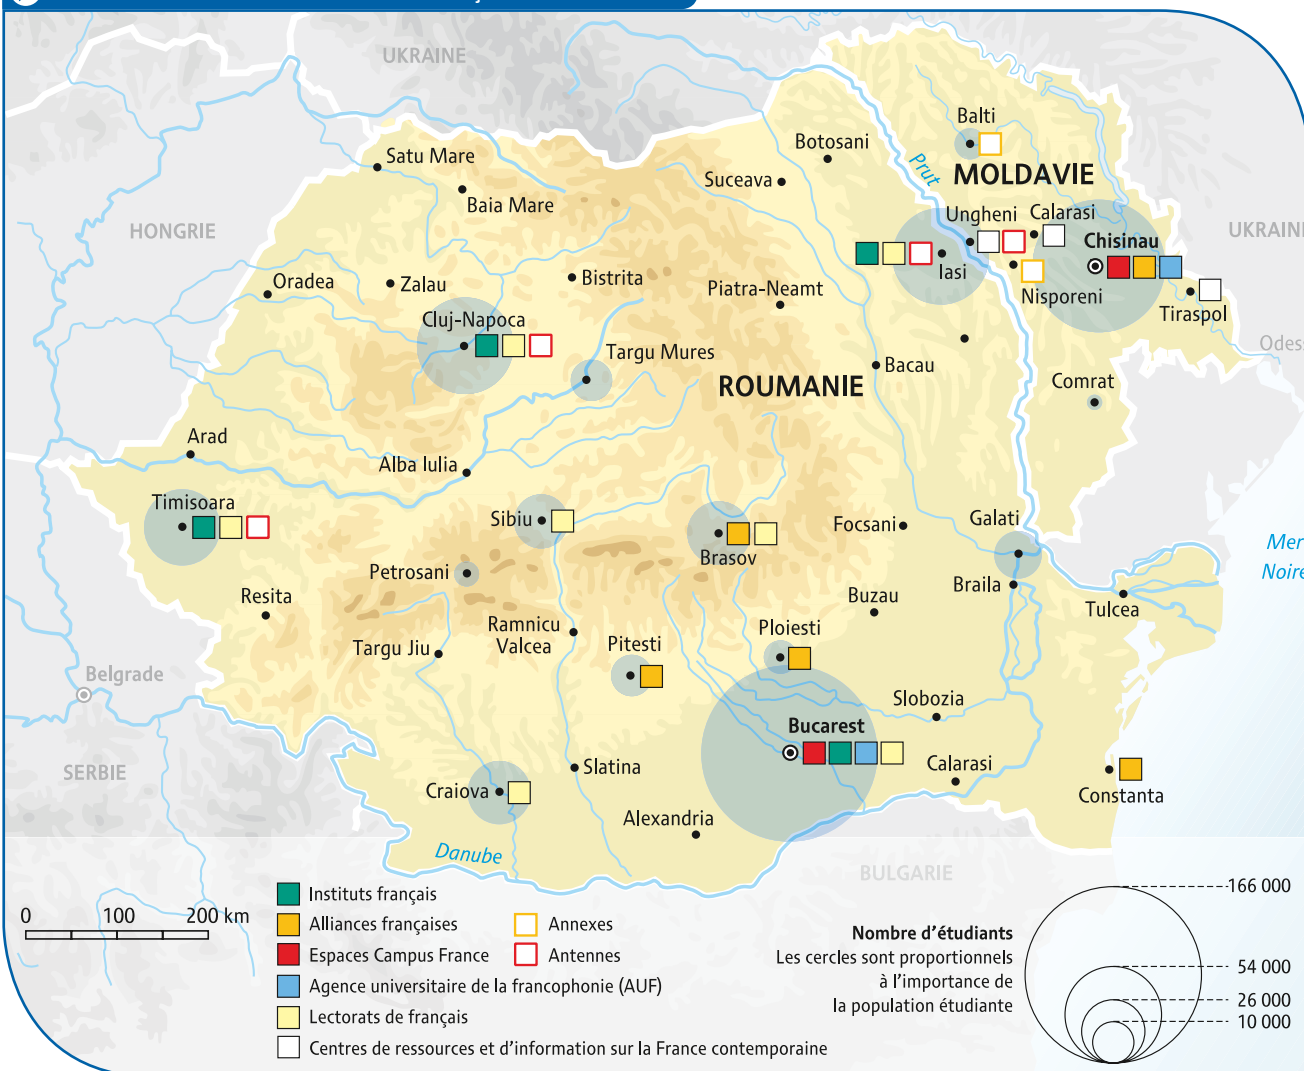 UKRAINE
Balti
Botosani
Satu Mare
Prut
MOLDAVIE
Suceava
Baia Mare
Ungheni
Calarasi
HONGRIE
Chisinau
Iasi
Oradea
Zalau
Bistrita
Piatra-Neamt
Nisporeni
Tiraspol
Cluj-Napoca
Targu Mures
Bacau
ROUMANIE
Comrat
Arad
Alba Iulia
Timisoara
Sibiu
Focsani
Galati
Mer
Noire
Brasov
Petrosani
Braila
Resita
Buzau
Tulcea
Ramnicu
Valcea
Targu Jiu
Pitesti
Ploiesti
Belgrade
Slobozia
Bucarest
SERBIE
Slatina
Calarasi
Craiova
Constanta
Alexandria
Danube
BULGARIE
0 100 200 km
Instituts français
Alliances françaises
Annexes
Espaces Campus France
Antennes
Agence universitaire de la francophonie (AUF)
Lectorats de français
Centres de ressources et d'information sur la France contemporaine
Nombre d'étudiants
Les cercles sont proportionnels
à l'importance de
la population étudiante
166 000
54 000
26 000
10 000